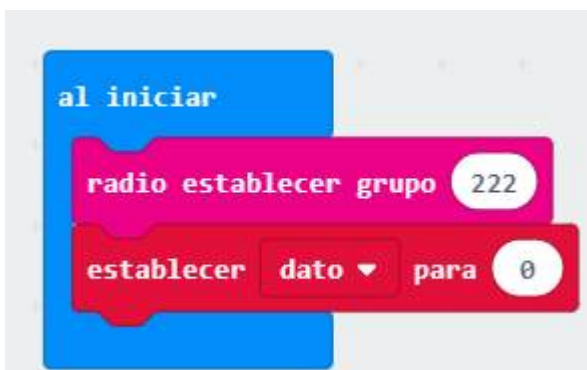 al iniciar
radio establecer grupo 222
establecer dato para 0